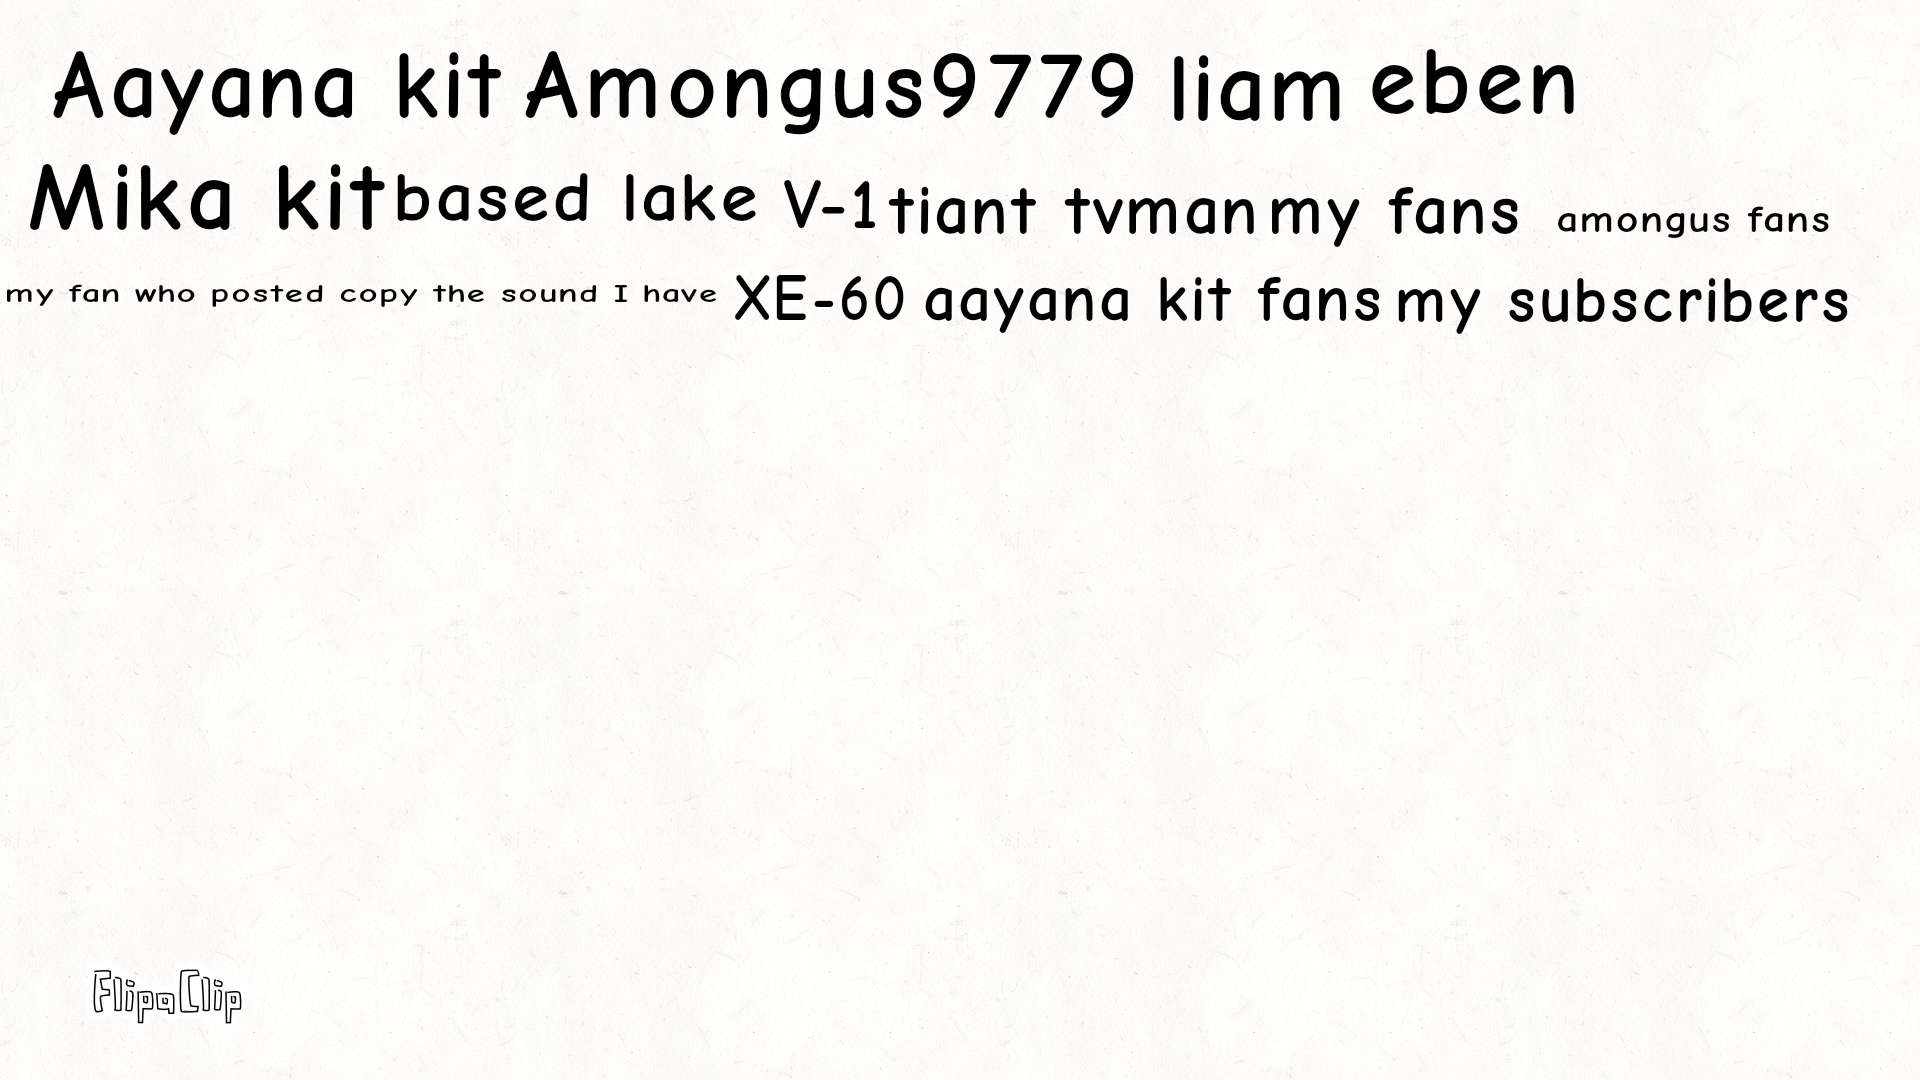 Aayana kit Amongus9779 liam eben
Mika kit based lake V-1 tiant tvman my fans amongus fans
my fan who posted copy the sound I have XE-60 aayana kit fans my subscribers
FlipaClip